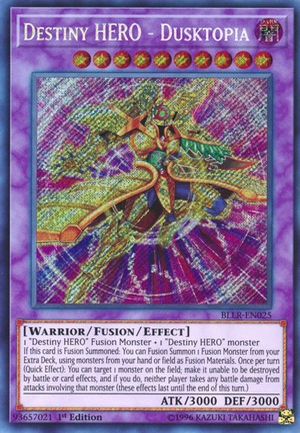 DESTINY HERO - DUSKTOPIA
DARK
BLLR-EN025
[WARRIOR/FUSION/EFFECT]
1 "Destiny HERO" Fusion Monster + 1 "Destiny HERO" monster
If this card is Fusion Summoned: You can Fusion Summon 1 Fusion Monster from your
Extra Deck, using monsters from your hand or field as Fusion Materials. Once per turn
(Quick Effect): You can target 1 monster on the field; make it unable to be destroyed
by battle or card effects, and if you do, neither player takes any battle damage from
attacks involving that monster (these effects last until the end of this turn.)
ATK/3000 DEF/3000
93657021 1st Edition ©1996 KAZUKI TAKAHASHI